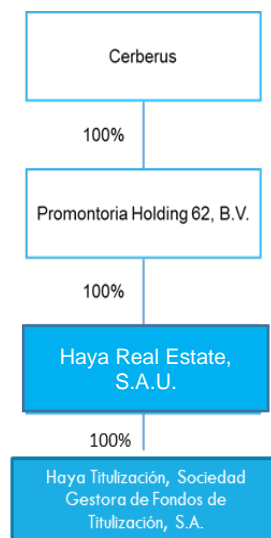 Cerberus
100%
Promontoria Holding 62, B.V.
100%
Haya Real Estate,
S.A.U.
100%
Haya Titulización, Sociedad
Gestora de Fondos de
Titulización, S.A.